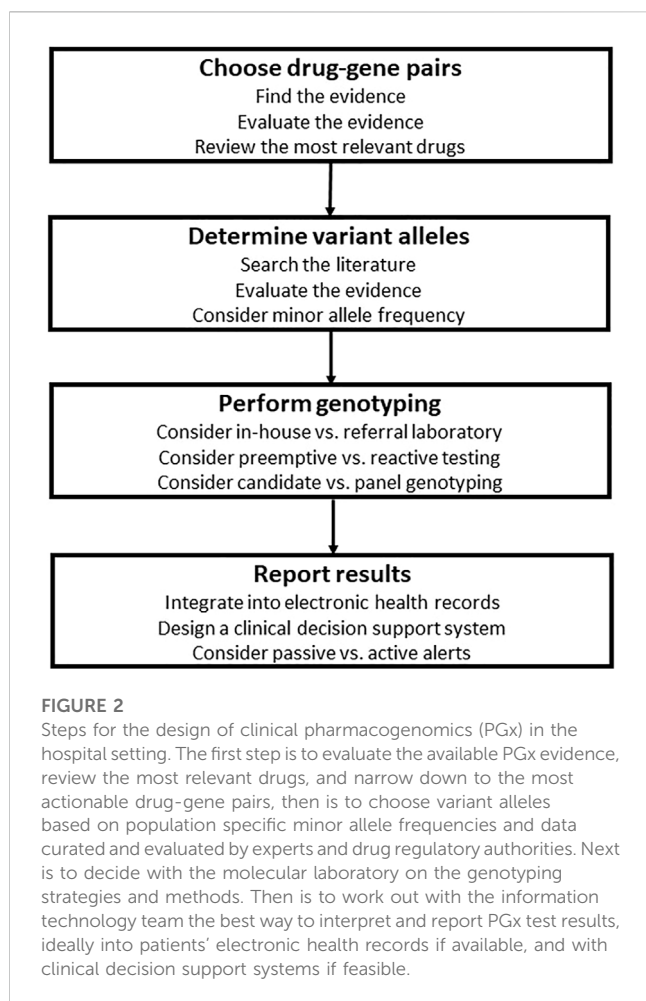 Choose drug-gene pairs
Find the evidence
Evaluate the evidence
Review the most relevant drugs
Determine variant alleles
Search the literature
Evaluate the evidence
Consider minor allele frequency
Perform genotyping
Consider in-house vs. referral laboratory
Consider preemptive vs. reactive testing
Consider candidate vs. panel genotyping
Report results
Integrate into electronic health records
Design a clinical decision support system
Consider passive vs. active alerts
FIGURE 2
Steps for the design of clinical pharmacogenomics (PGx) in the
hospital setting. The first step is to evaluate the available PGx evidence,
review the most relevant drugs, and narrow down to the most
actionable drug-gene pairs, then is to choose variant alleles
based on population specific minor allele frequencies and data
curated and evaluated by experts and drug regulatory authorities. Next
is to decide with the molecular laboratory on the genotyping
strategies and methods. Then is to work out with the information
technology team the best way to interpret and report PGx test results,
ideally into patients’ electronic health records if available, and with
clinical decision support systems if feasible.